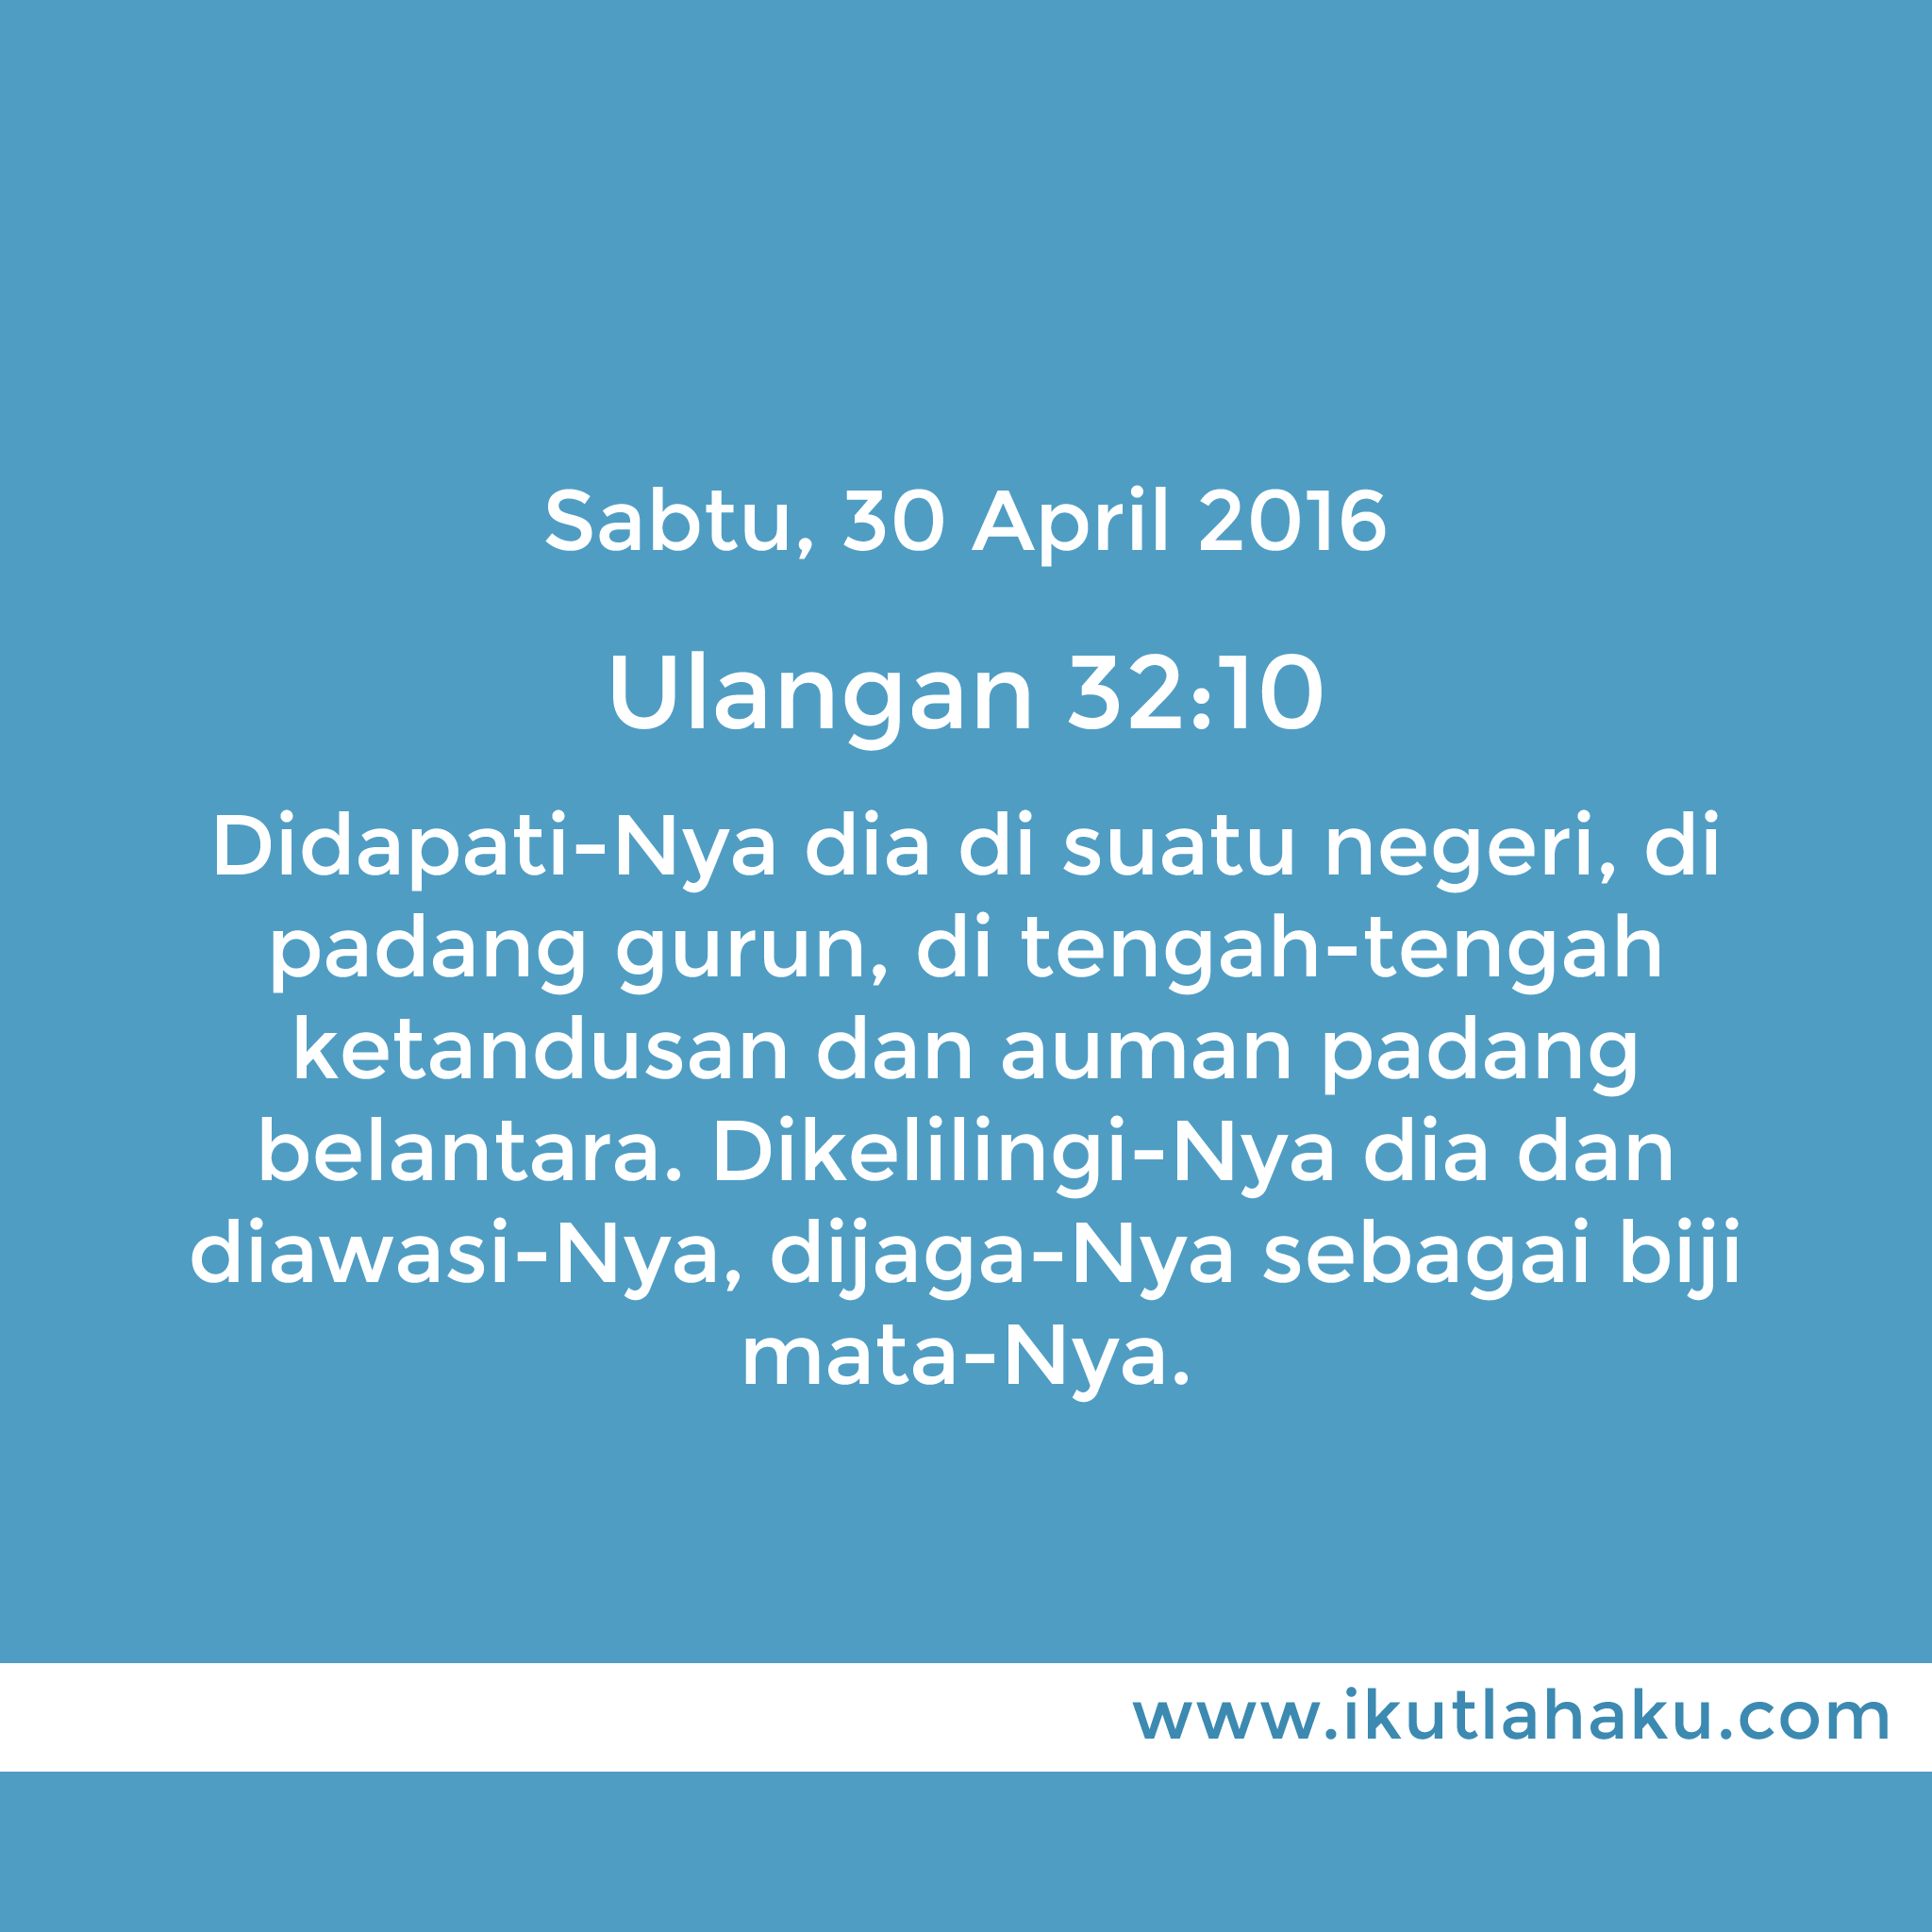 Sabtu, 30 April 2016
Ulangan 32:10
Didapati-Nya dia di suatu negeri, di
padang gurun, di tengah-tengah
ketandusan dan auman padang
belantara. Dikelilingi-Nya dia dan
diawasi-Nya, dijaga-Nya sebagai biji
mata-Nya.
www.ikutlahaku.com